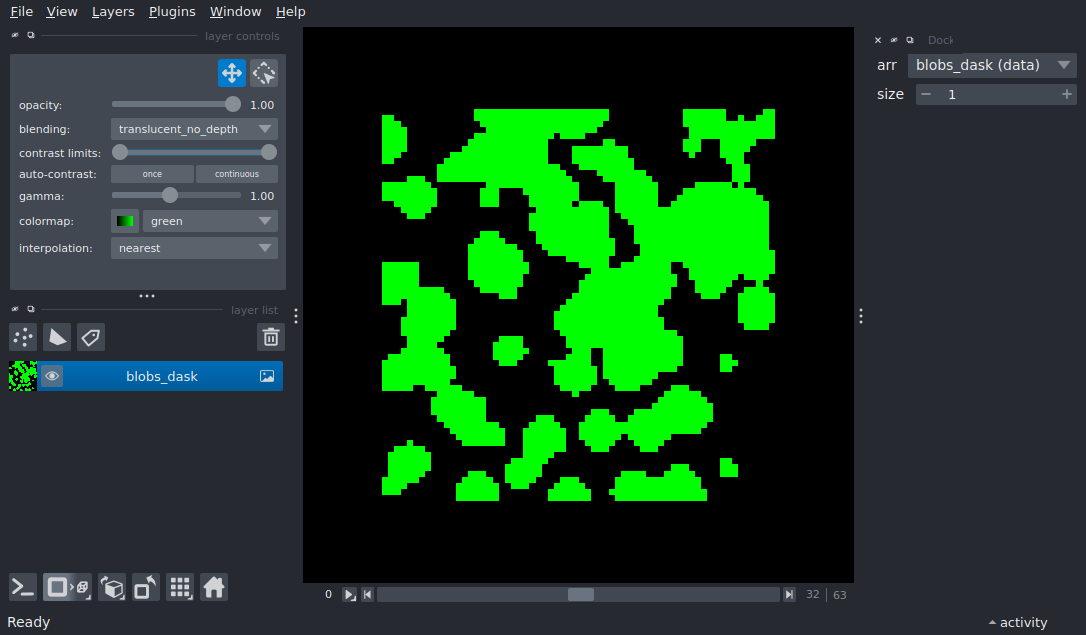 File View Layers Plugins Window Help
layer controls
opacity: 1.00
blending: translucent_no_depth
contrast limits:
auto-contrast: once continuous
gamma: 1.00
colormap: green
interpolation: nearest
layer list
blobs_dask
Dock
arr blobs_dask (data)
size 1
0 32 63
Ready
activity